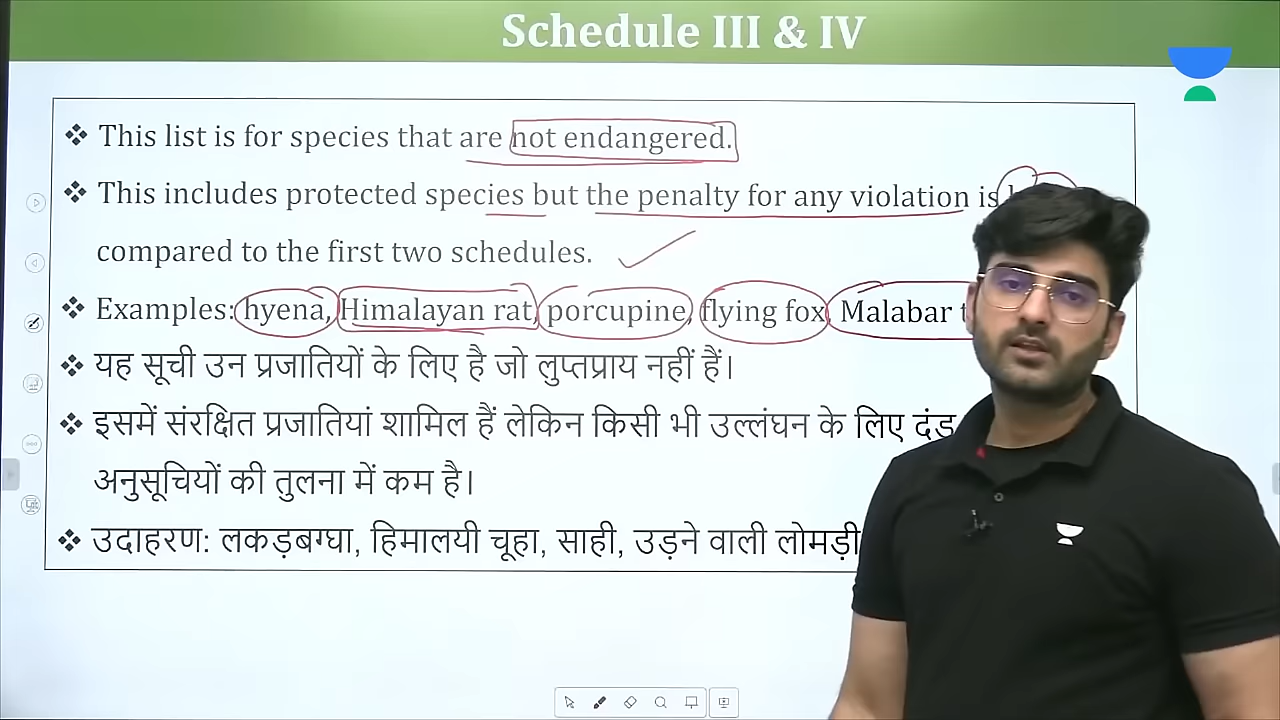 Schedule III & IV
❖ This list is for species that are not endangered.
❖ This includes protected species but the penalty for any violation is
compared to the first two schedules.
❖ Examples: hyena, Himalayan rat, porcupine, flying fox, Malabar
❖ यह सूची उन प्रजातियों के लिए है जो लुप्तप्राय नहीं हैं।
❖ इसमें संरक्षित प्रजातियां शामिल हैं लेकिन किसी भी उल्लंघन के लिए दंड
अनुसूचियों की तुलना में कम है।
❖ उदाहरण: लकड़बग्घा, हिमालयी चूहा, साही, उड़ने वाली लोमड़ी